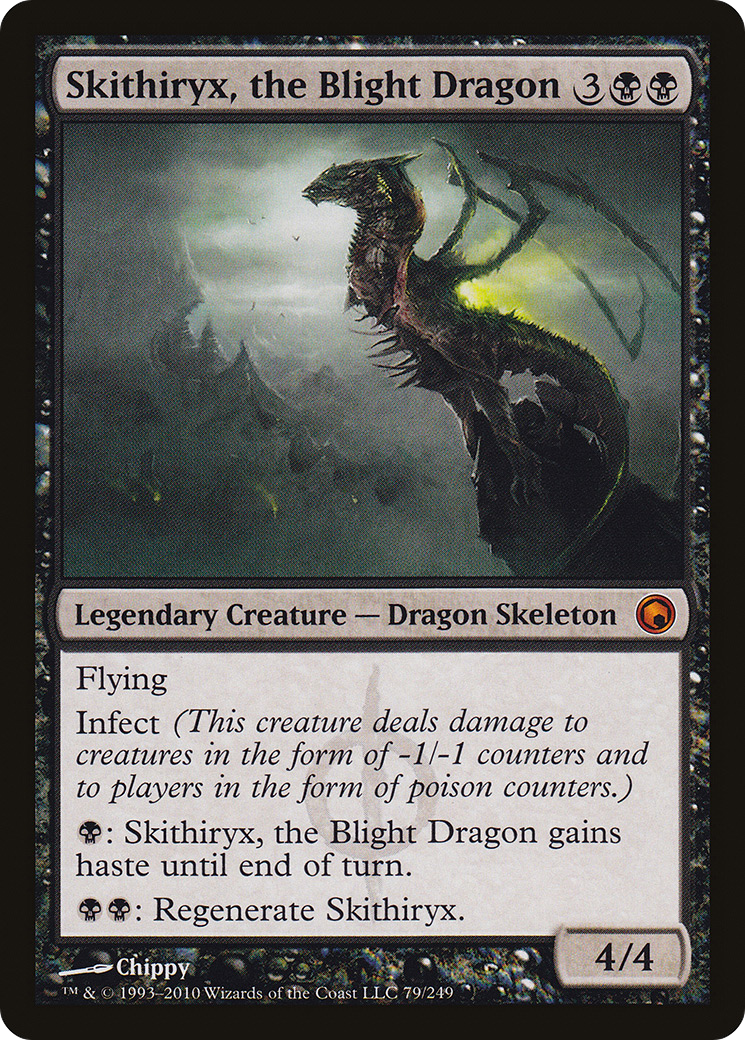 Skithiryx, the Blight Dragon 3
Legendary Creature — Dragon Skeleton
Flying
Infect (This creature deals damage to
creatures in the form of -1/-1 counters and
to players in the form of poison counters.)
: Skithiryx, the Blight Dragon gains
haste until end of turn.
: Regenerate Skithiryx.
4/4
Chippy
™ & © 1993–2010 Wizards of the Coast LLC 79/249